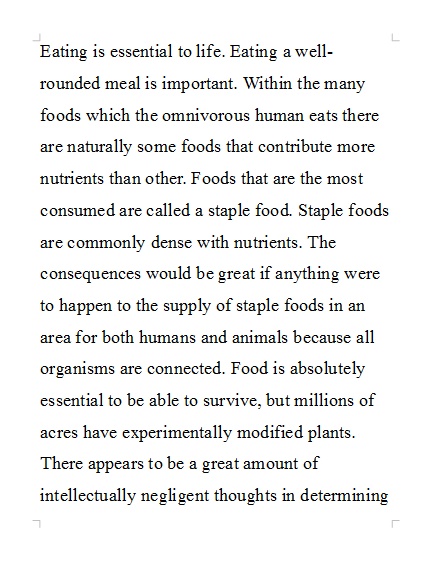 Eating is essential to life. Eating a well-
rounded meal is important. Within the many
foods which the omnivorous human eats there
are naturally some foods that contribute more
nutrients than other. Foods that are the most
consumed are called a staple food. Staple foods
are commonly dense with nutrients. The
consequences would be great if anything were
to happen to the supply of staple foods in an
area for both humans and animals because all
organisms are connected. Food is absolutely
essential to be able to survive, but millions of
acres have experimentally modified plants.
There appears to be a great amount of
intellectually negligent thoughts in determining